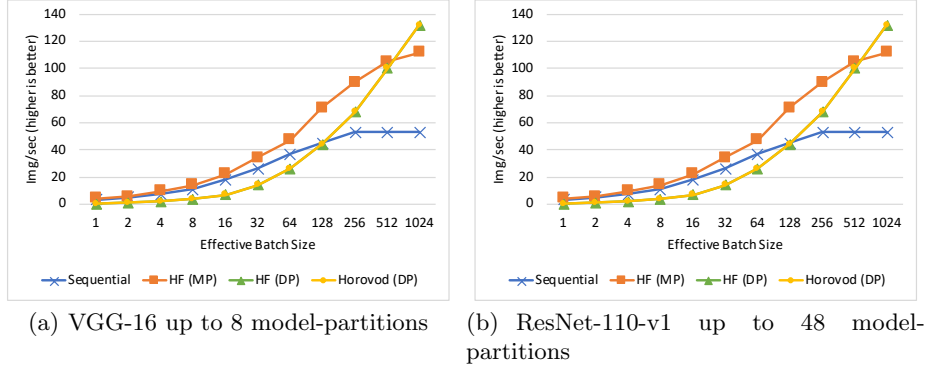 140
120
100
80
60
40
20
0
Img/sec (higher is better)
1 2 4 8 16 32 64 128 256 512 1024
Effective Batch Size
Sequential HF (MP) HF (DP) Horovod (DP)
(a) VGG-16 up to 8 model-partitions
140
120
100
80
60
40
20
0
Img/sec (higher is better)
1 2 4 8 16 32 64 128 256 512 1024
Effective Batch Size
Sequential HF (MP) HF (DP) Horovod (DP)
(b) ResNet-110-v1 up to 48 model-
partitions